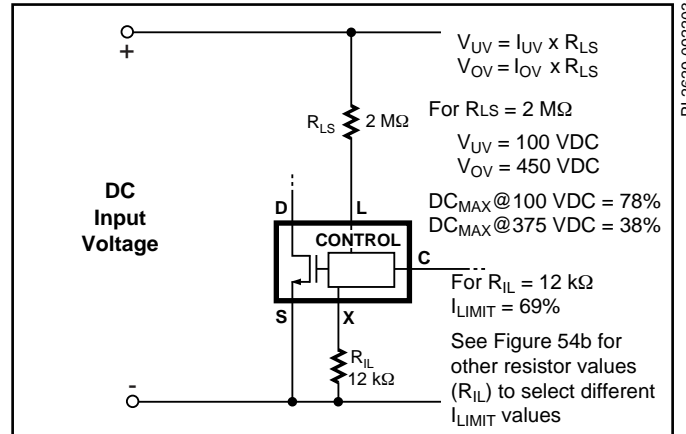 +
DC
Input
Voltage
-
R_LS 2 MΩ
D
L
CONTROL
C
S
X
R_IL
12 kΩ
V_UV = I_UV x R_LS
V_OV = I_OV x R_LS
For R_LS = 2 MΩ
V_UV = 100 VDC
V_OV = 450 VDC
DC_MAX@100 VDC = 78%
DC_MAX@375 VDC = 38%
For R_IL = 12 kΩ
I_LIMIT = 69%
See Figure 54b for
other resistor values
(R_IL) to select different
I_LIMIT values